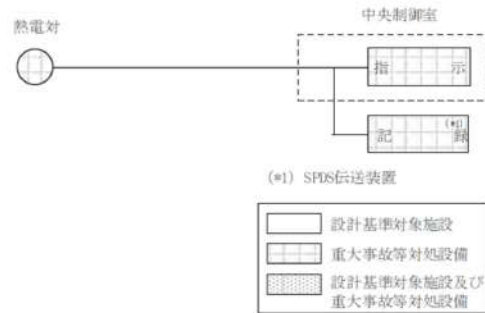 中央制御室
熱電対
指 示
(*1)
記 録
(*1) SPDS伝送装置
設計基準対象施設
重大事故等対処設備
設計基準対象施設及び
重大事故等対処設備